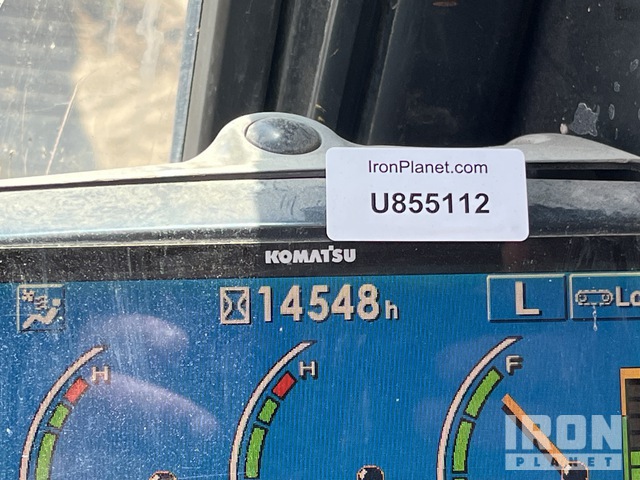 IronPlanet.com
U855112
KOMATSU
14548h
L
Lo
H
H
F
IRON
PLANET